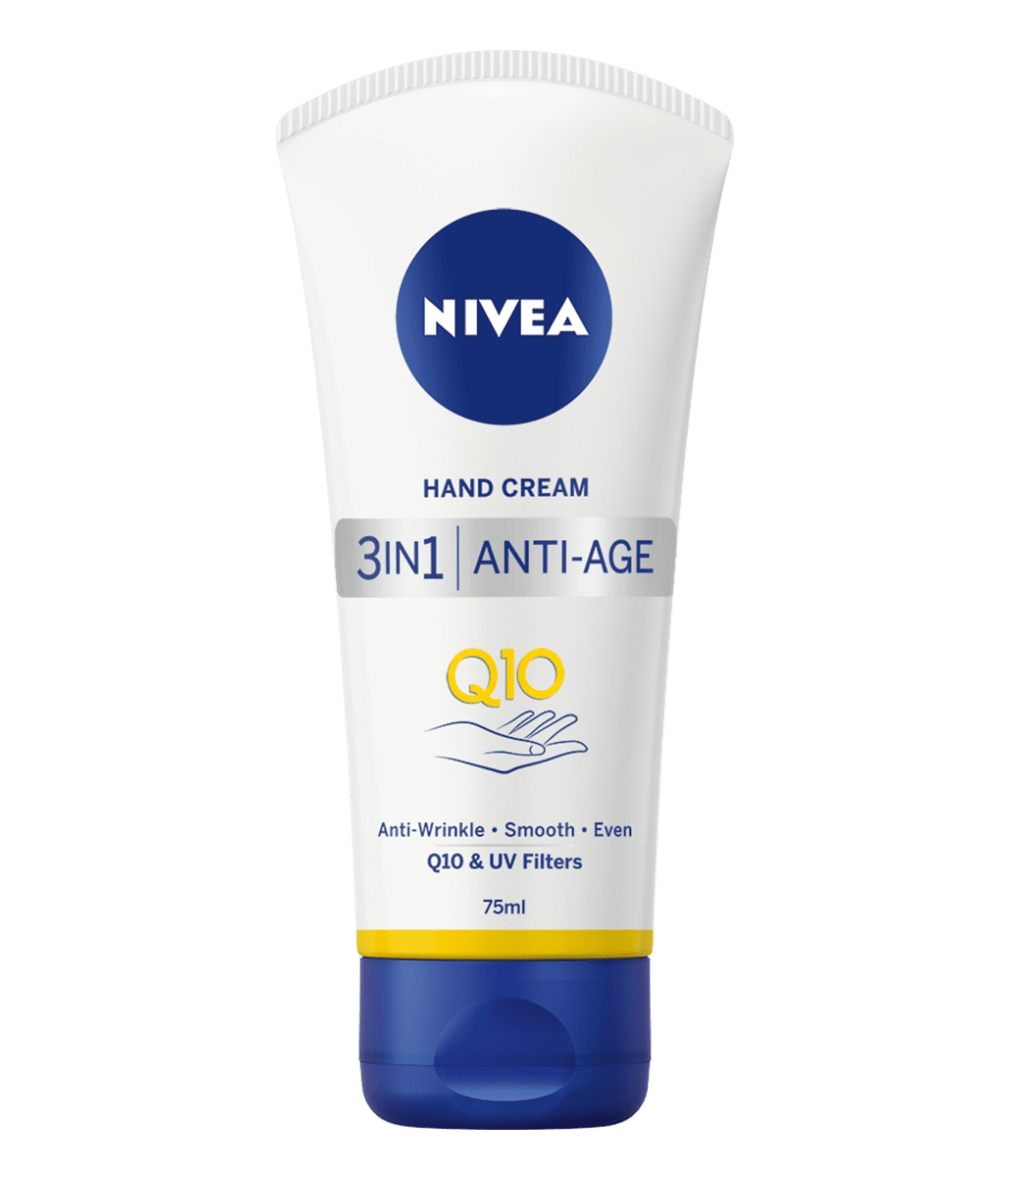 NIVEA
HAND CREAM
3IN1 | ANTI-AGE
Q10
Anti-Wrinkle • Smooth • Even
Q10 & UV Filters
75ml